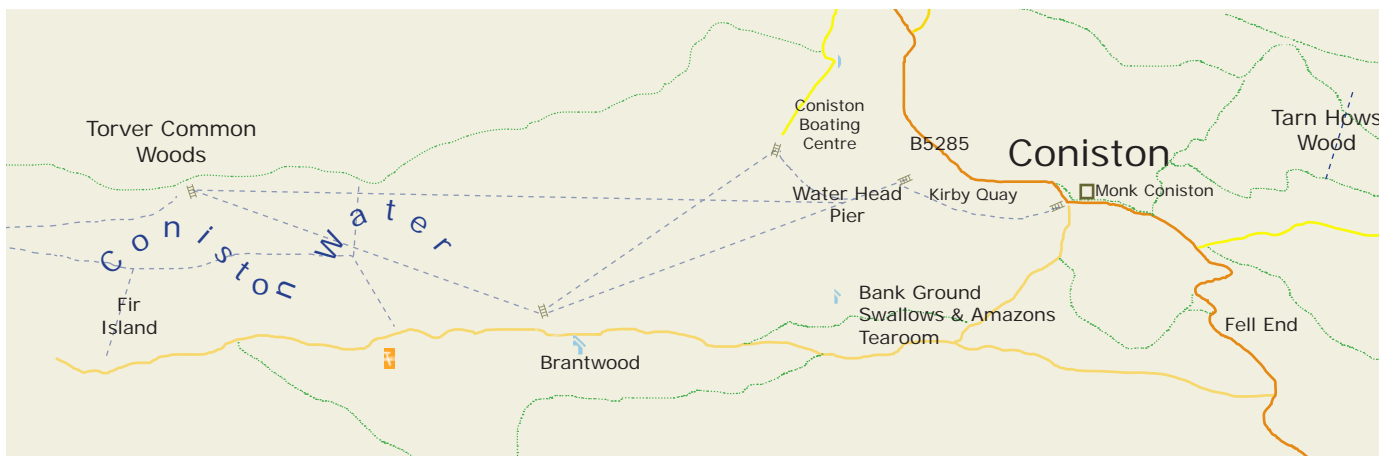 Coniston
Boating
Centre
Torver Common
Woods
B5285
Coniston
Tarn Hows
Wood
Water Head
Pier
Kirby Quay
Monk Coniston
Coniston Water
Fir
Island
Bank Ground
Swallows & Amazons
Tearoom
Fell End
Brantwood